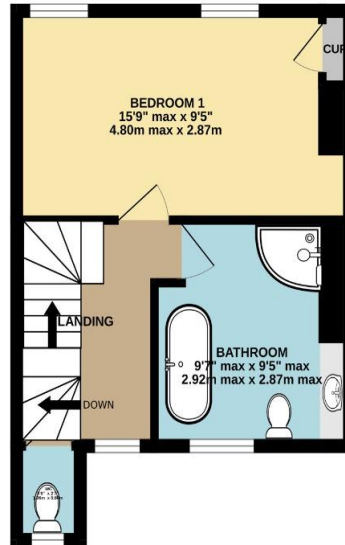 BEDROOM 1
15'9" max x 9'5"
4.80m max x 2.87m
CUP
LANDING
DOWN
BATHROOM
9'7" max x 9'5" max
2.92m max x 2.87m max